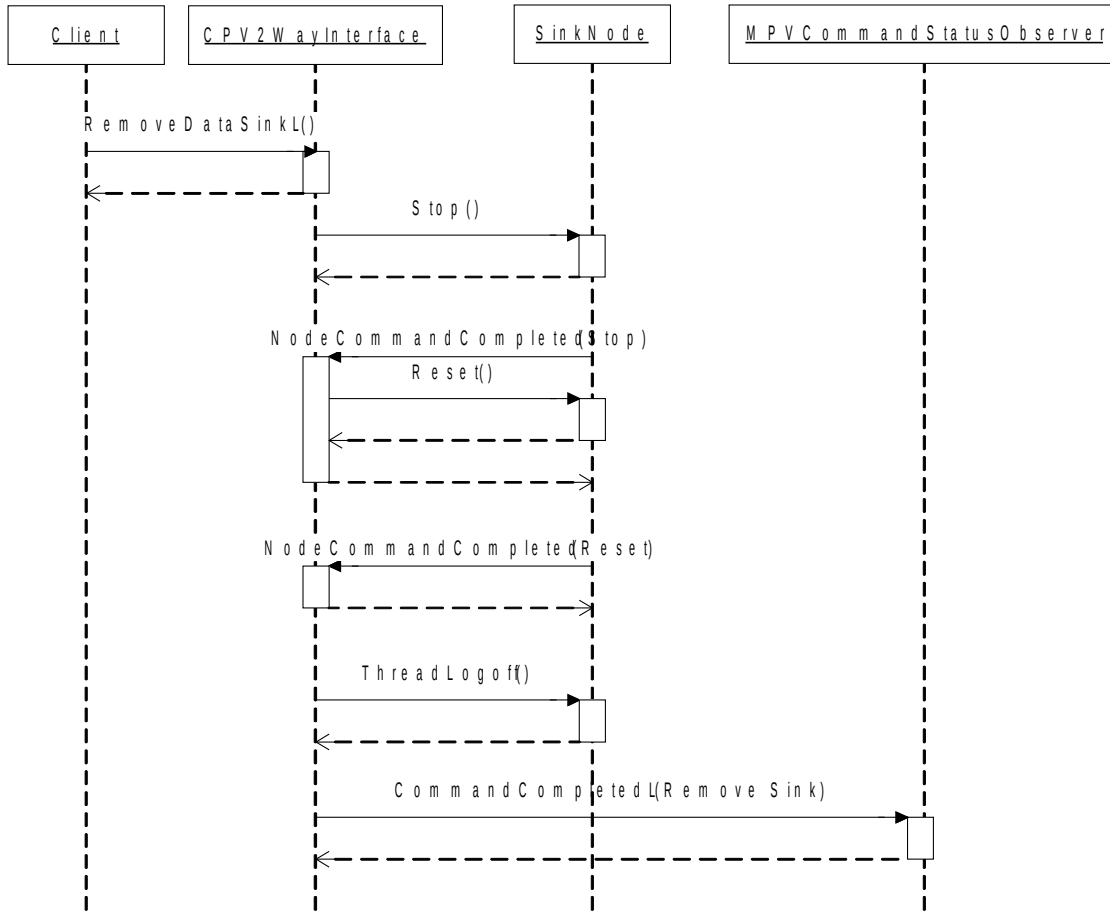 Client
CPV2WayInterface
SinkNode
MPVCommandStatusObserver
RemoveDataSinkL()
Stop()
NodeCommandCompleted(Stop)
Reset()
NodeCommandCompleted(Reset)
ThreadLogoff()
CommandCompletedL(Remove Sink)